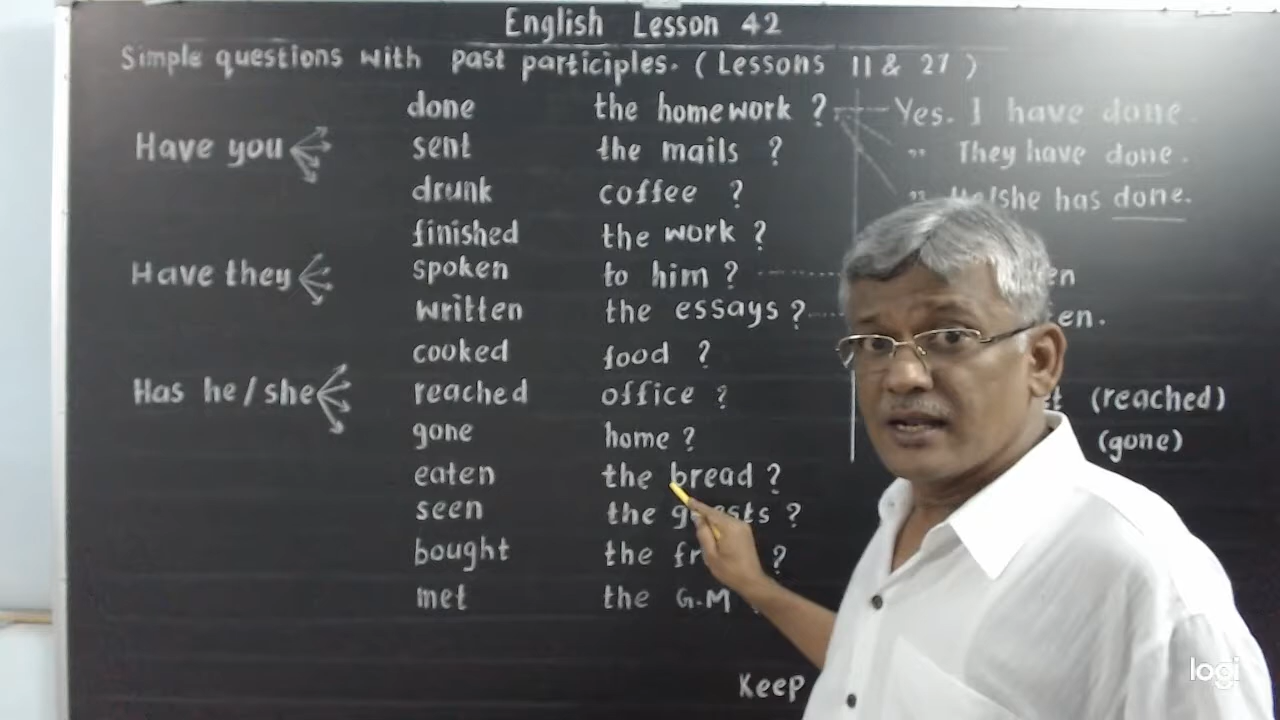 English Lesson 42
Simple questions with past participles. (Lessons 11 & 27)
done the homework ? Yes. I have done.
Have you sent the mails ? " They have done.
drunk coffee ? " /she has done.
finished the work ?
Have they spoken to him ?
written the essays ?
cooked food ?
Has he/she reached office ? (reached)
gone home ? (gone)
eaten the bread ?
seen the ?
bought the ?
met the G.M
Keep
logi